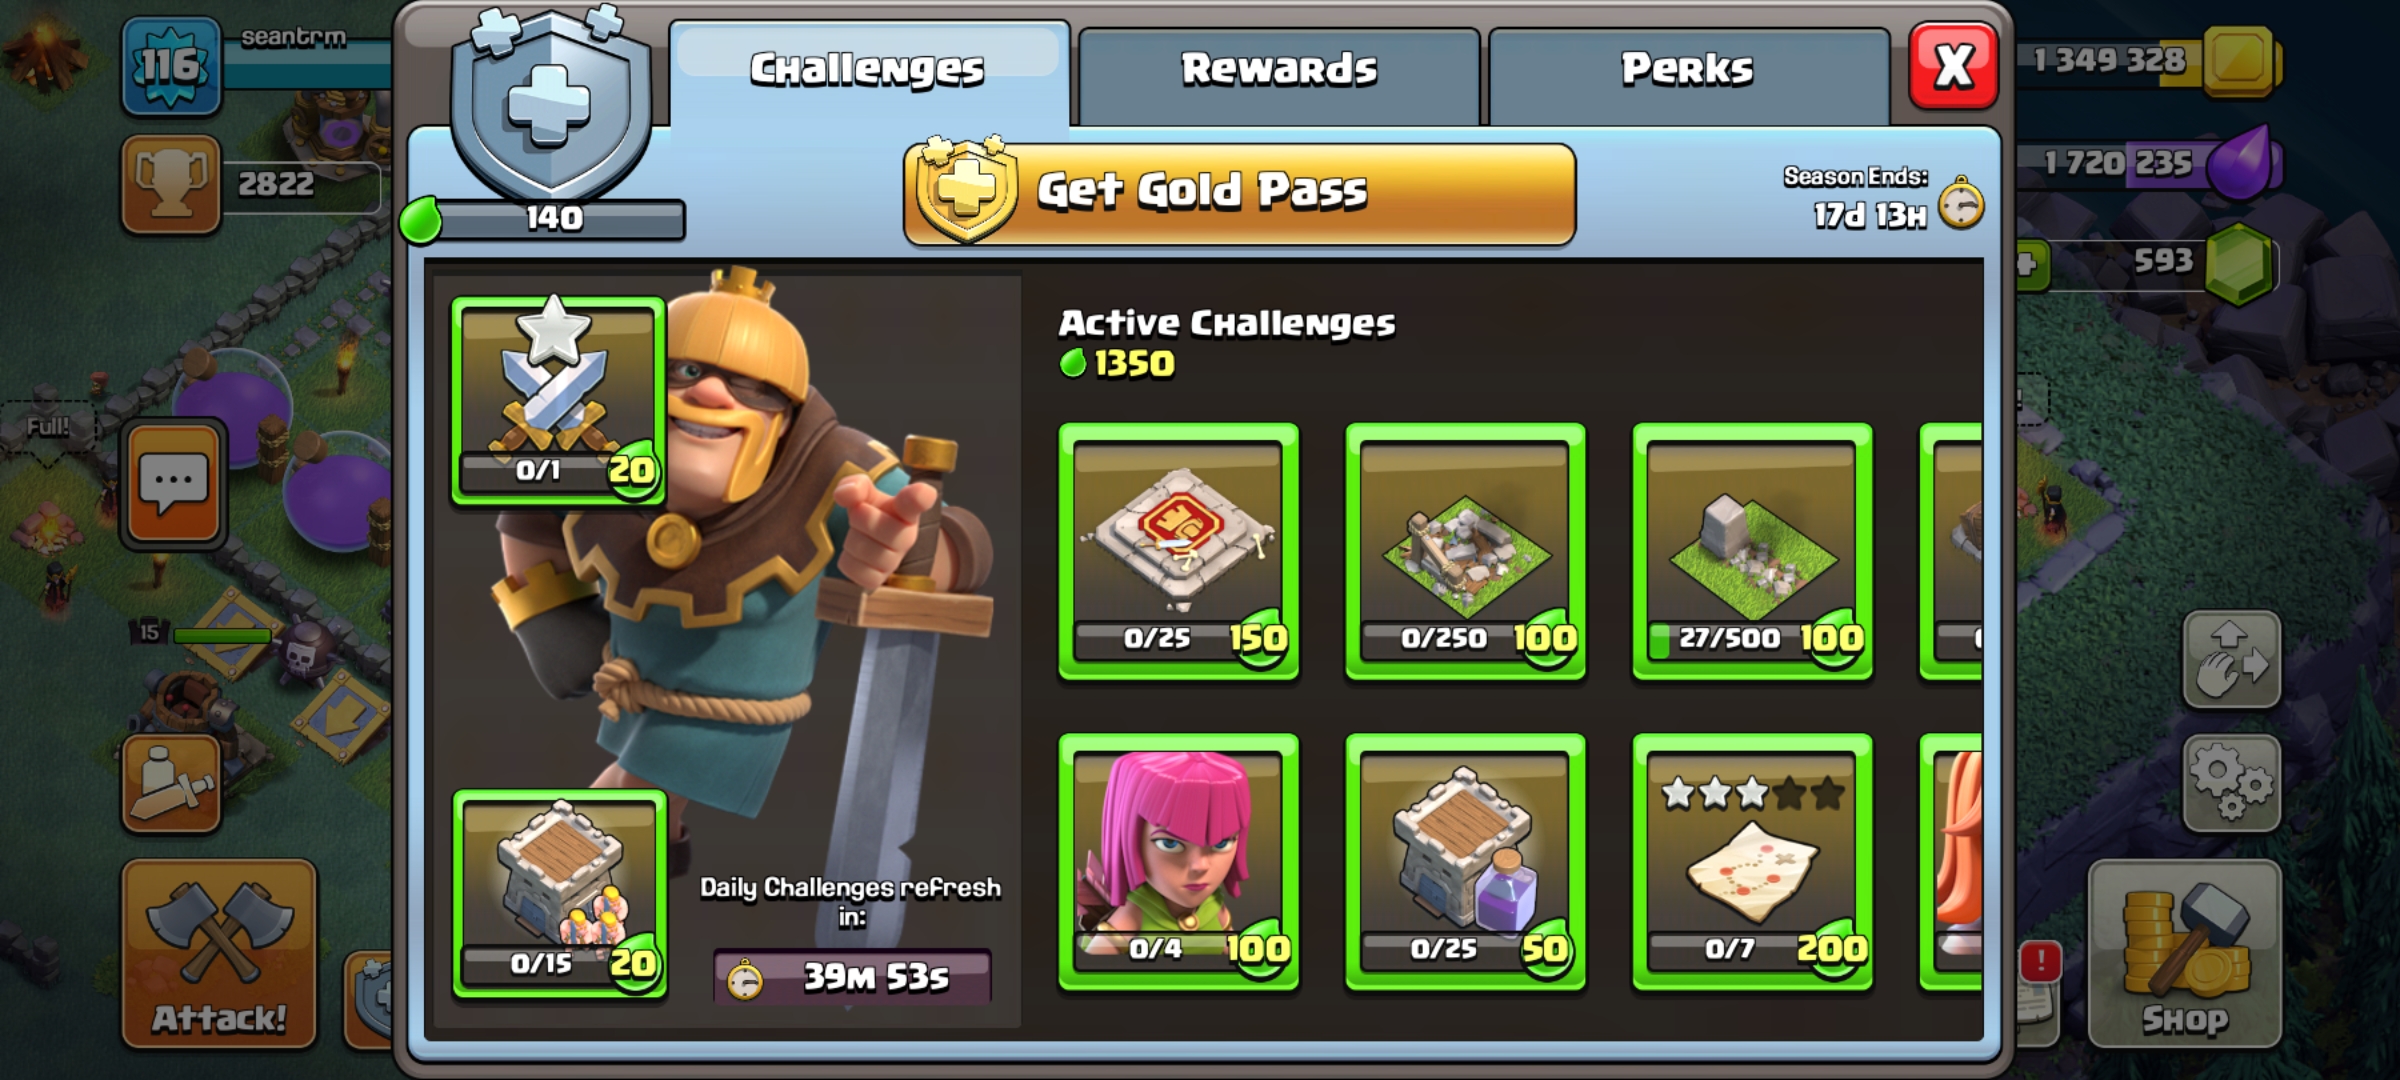 116
seantrm
2822
Challenges
Rewards
Perks
X
1 349 328
1 720 235
593
140
Get Gold Pass
Season Ends:
17d 13H
0/1
20
Active Challenges
1350
Full!
0/25
150
0/250
100
27/500
100
15
0/15
20
Daily Challenges refresh
in:
39M 53s
0/4
100
0/25
50
0/7
200
Attack!
!
Shop